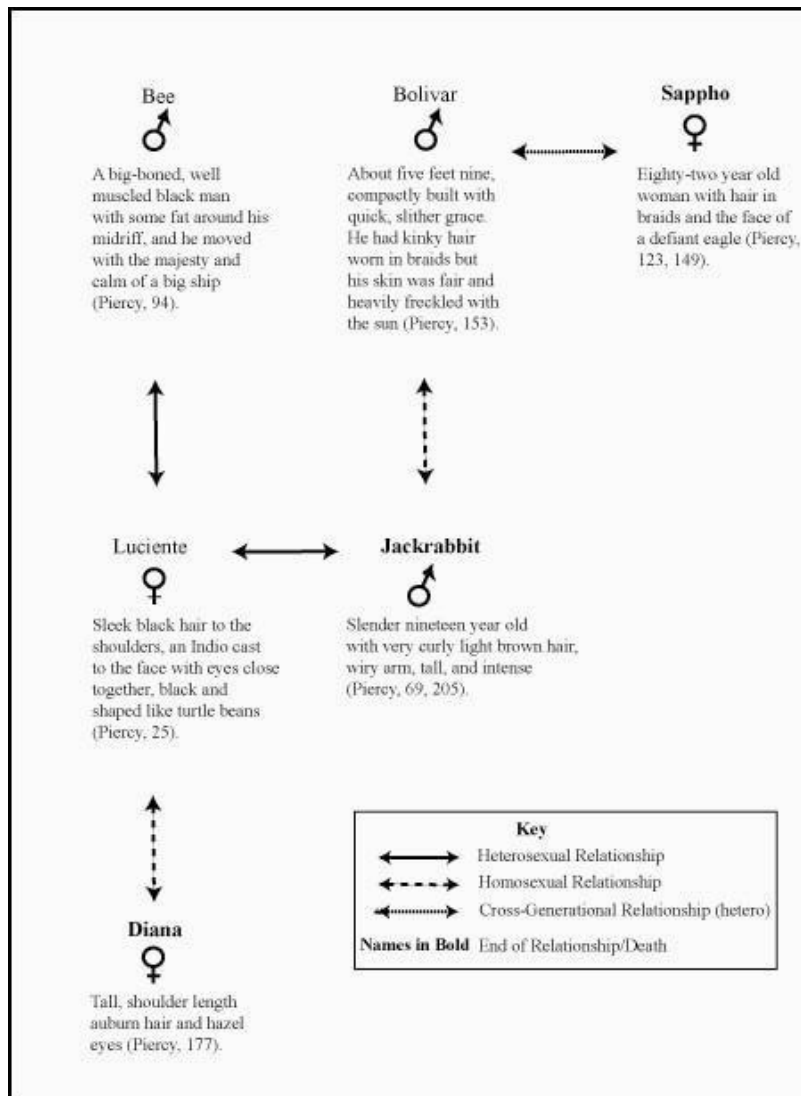 Bee
A big-boned, well
muscled black man
with some fat around his
midriff, and he moved
with the majesty and
calm of a big ship
(Piercy, 94).
Bolivar
About five feet nine,
compactly built with
quick, slither grace.
He had kinky hair
worn in braids but
his skin was fair and
heavily freckled with
the sun (Piercy, 153).
Sappho
Eighty-two year old
woman with hair in
braids and the face of
a defiant eagle (Piercy,
123, 149).
Luciente
Sleek black hair to the
shoulders, an Indio cast
to the face with eyes close
together, black and
shaped like turtle beans
(Piercy, 25).
Jackrabbit
Slender nineteen year old
with very curly light brown hair,
wiry arm, tall, and intense
(Piercy, 69, 205).
Diana
Tall, shoulder length
auburn hair and hazel
eyes (Piercy, 177).
Key
Heterosexual Relationship
Homosexual Relationship
Cross-Generational Relationship (hetero)
Names in Bold End of Relationship/Death